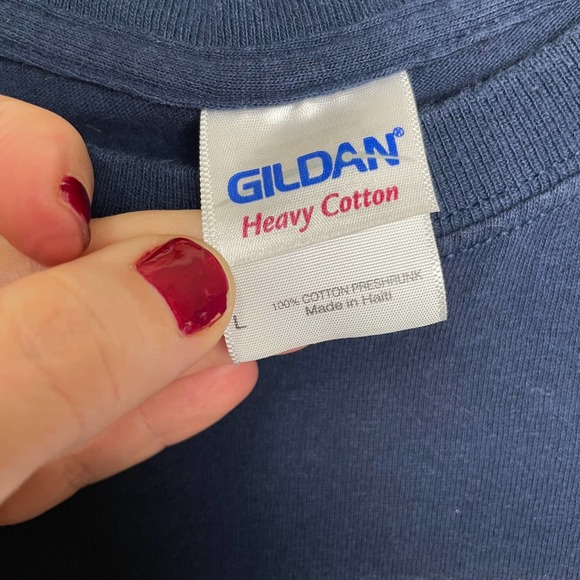 GILDAN®
Heavy Cotton
100% COTTON PRESHRUNK
Made in Haiti
L